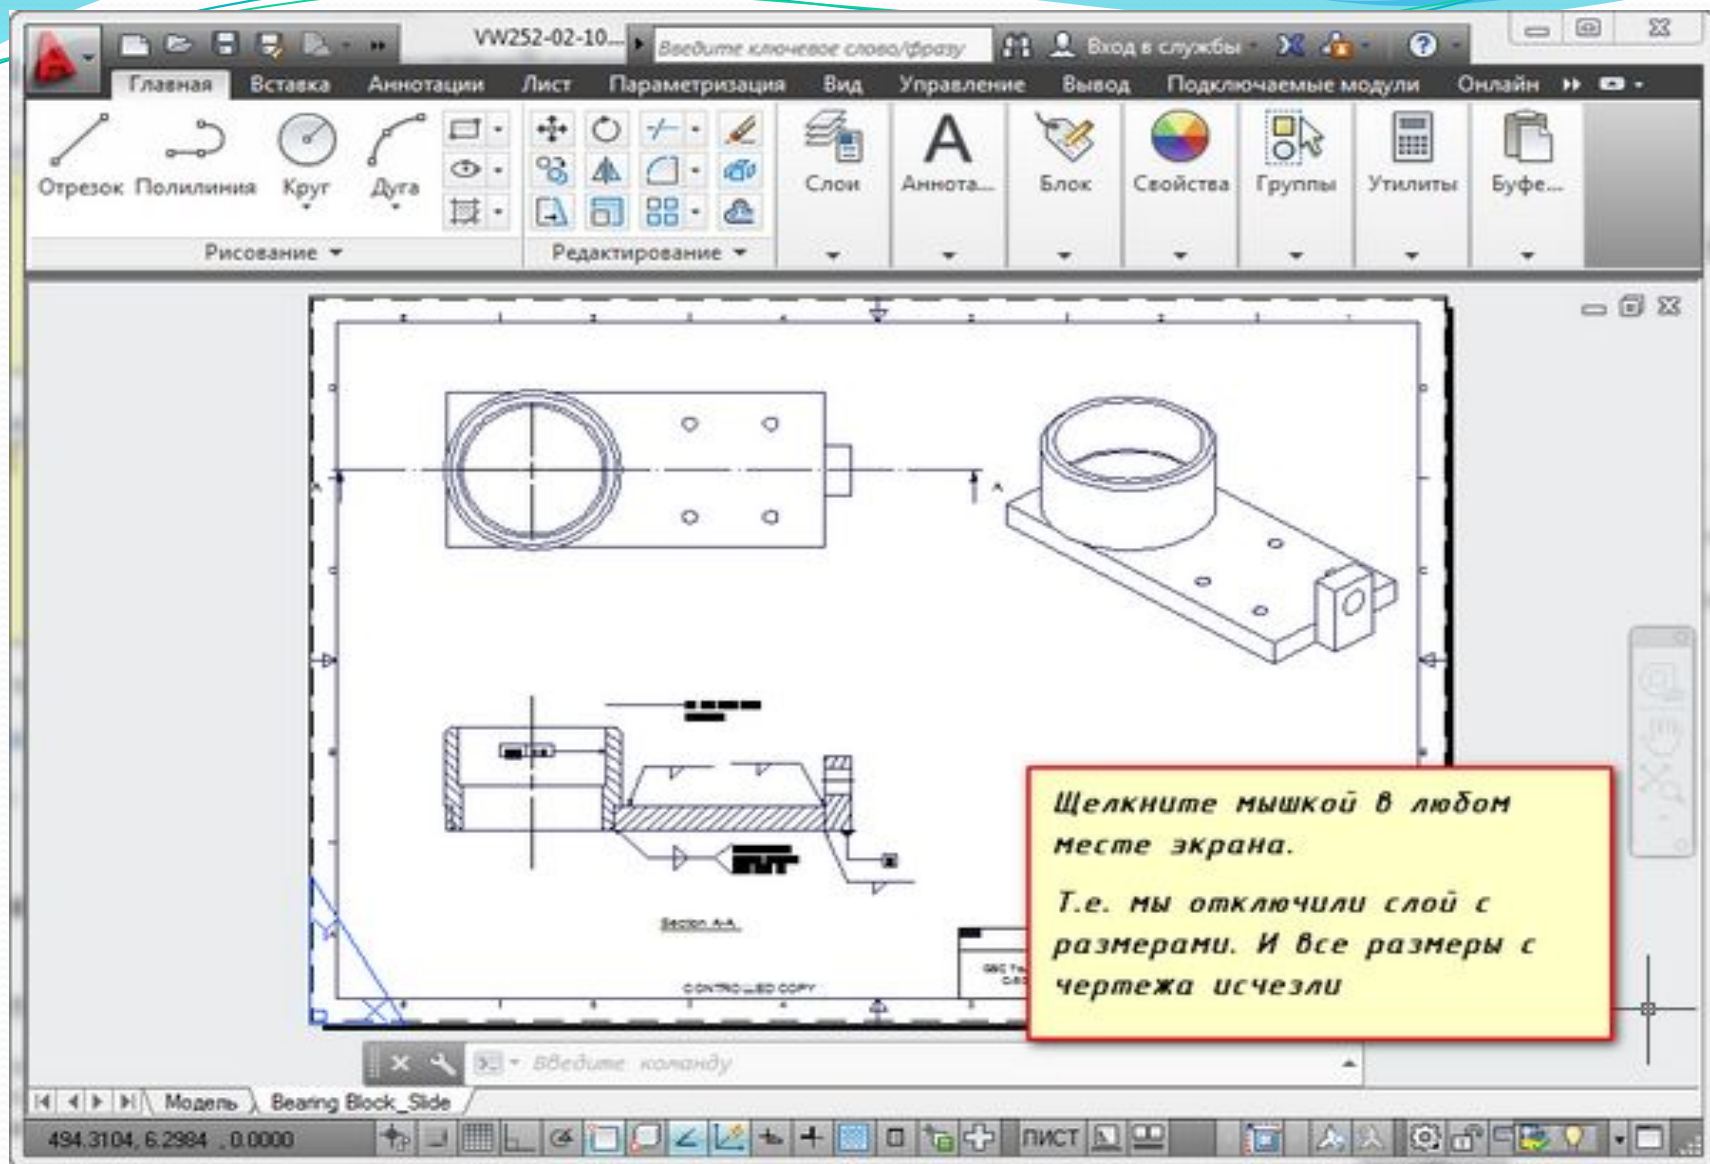 VW252-02-10...
Введите ключевое слово/фразу
Вход в службы
Главная Вставка Аннотации Лист Параметризация Вид Управление Вывод Подключаемые модули Онлайн
Отрезок Полилиния Круг Дуга Слои Аннота... Блок Свойства Группы Утилиты Буфе...
Рисование Редактирование
A A
Section A-A
CONTROLLED COPY
Щелкните мышкой в любом
месте экрана.
Т.е. мы отключили слой с
размерами. И все размеры с
чертежа исчезли
Введите команду
Модель Bearing Block_Slide
494.3104, 6.2984 , 0.0000
ЛИСТ